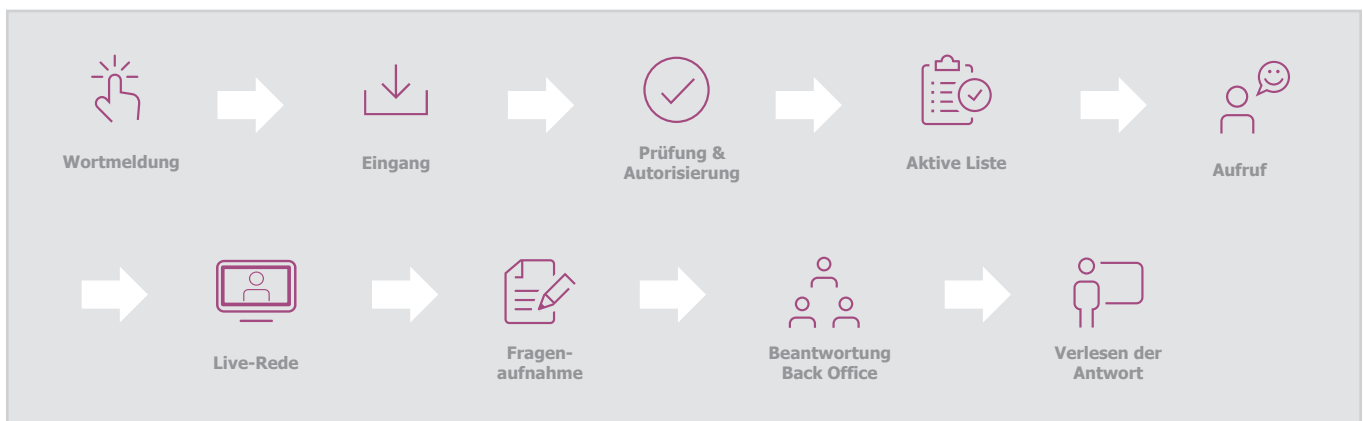 Wortmeldung
Eingang
Prüfung &
Autorisierung
Aktive Liste
Aufruf
Live-Rede
Fragen-
aufnahme
Beantwortung
Back Office
Verlesen der
Antwort